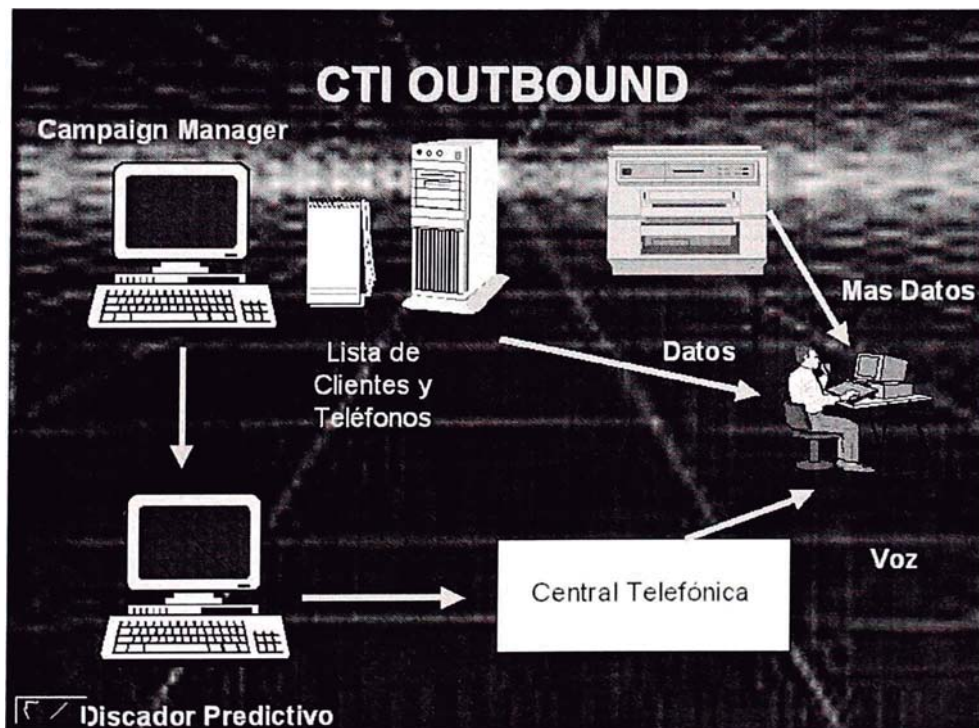 CTI OUTBOUND
Campaign Manager
Mas Datos
Lista de
Clientes y
Teléfonos
Datos
Central Telefónica
Voz
Discador Predictivo